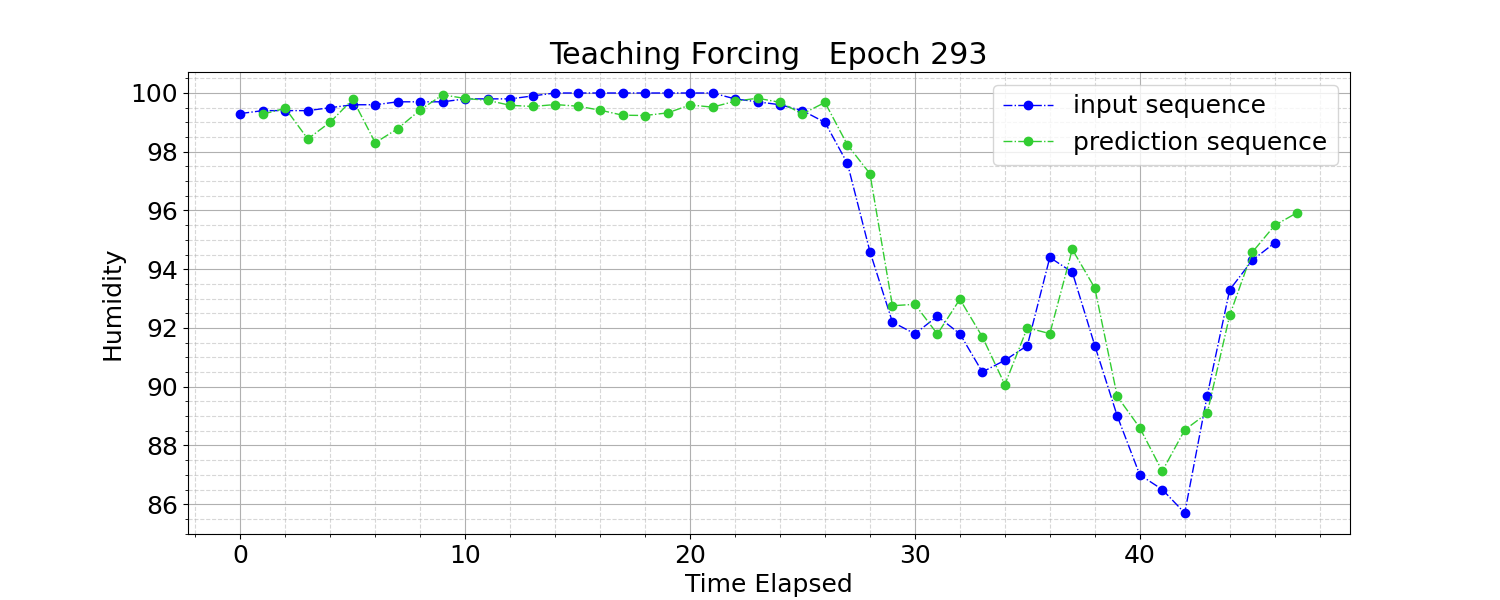 Teaching Forcing   Epoch 293
input sequence
prediction sequence
Humidity
100
98
96
94
92
90
88
86
0 10 20 30 40
Time Elapsed